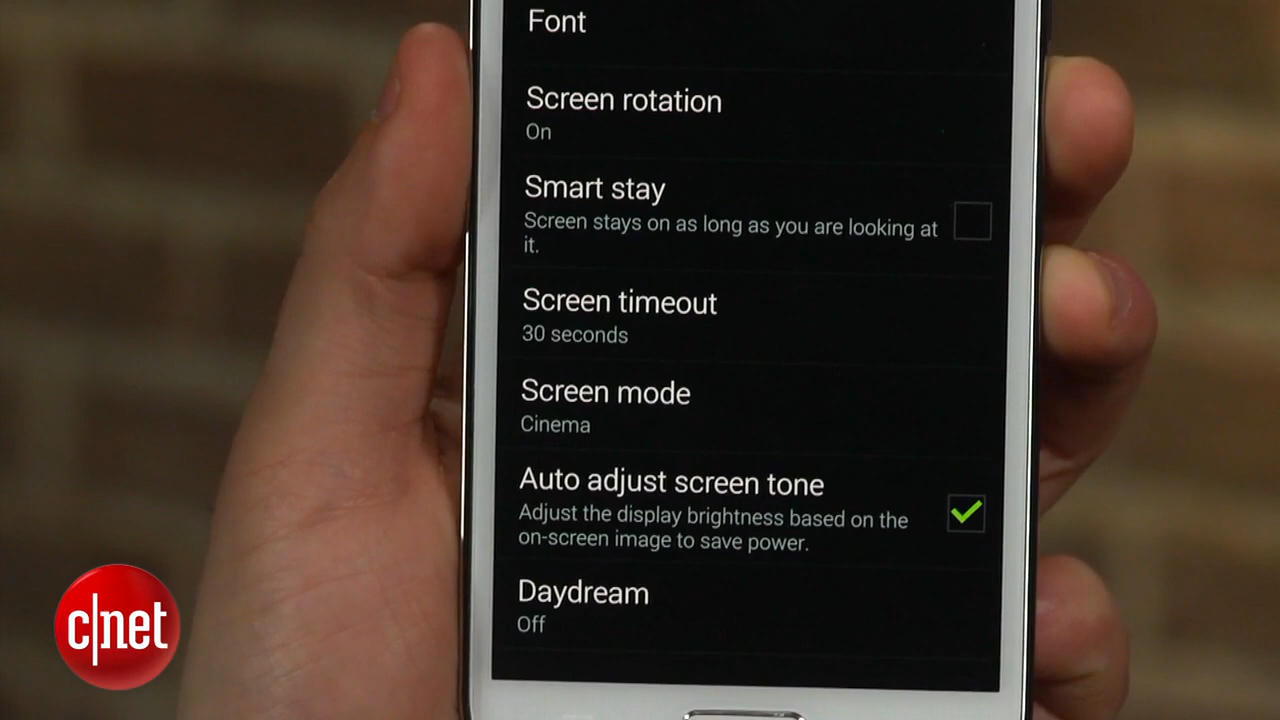 Font
Screen rotation
On
Smart stay
Screen stays on as long as you are looking at
it.
Screen timeout
30 seconds
Screen mode
Cinema
Auto adjust screen tone
Adjust the display brightness based on the
on-screen image to save power.
Daydream
Off
c|net